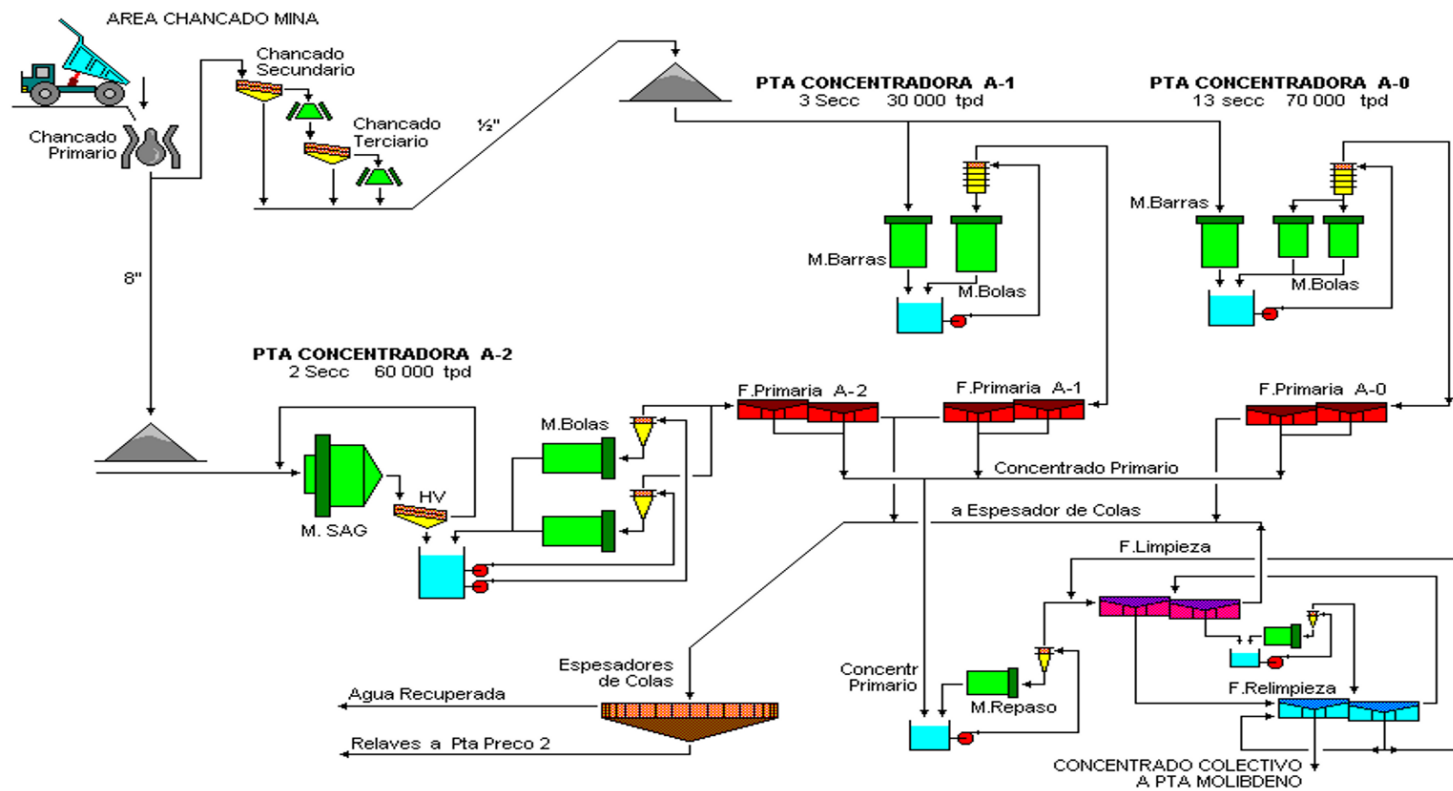 AREA CHANCADO MINA
Chancado
Secundario
Chancado
Primario
Chancado
Terciario
½"
8"
PTA CONCENTRADORA A-1
3 Secc 30 000 tpd
PTA CONCENTRADORA A-0
13 secc 70 000 tpd
M.Barras
M.Bolas
M.Barras
M.Bolas
PTA CONCENTRADORA A-2
2 Secc 60 000 tpd
F.Primaria A-2
F.Primaria A-1
F.Primaria A-0
M.Bolas
HV
M. SAG
Concentrado Primario
a Espesador de Colas
F.Limpieza
Espesadores
de Colas
Agua Recuperada
Relaves a Pta Preco 2
Concentr
Primario
M.Repaso
F.Relimpieza
CONCENTRADO COLECTIVO
A PTA MOLIBDENO